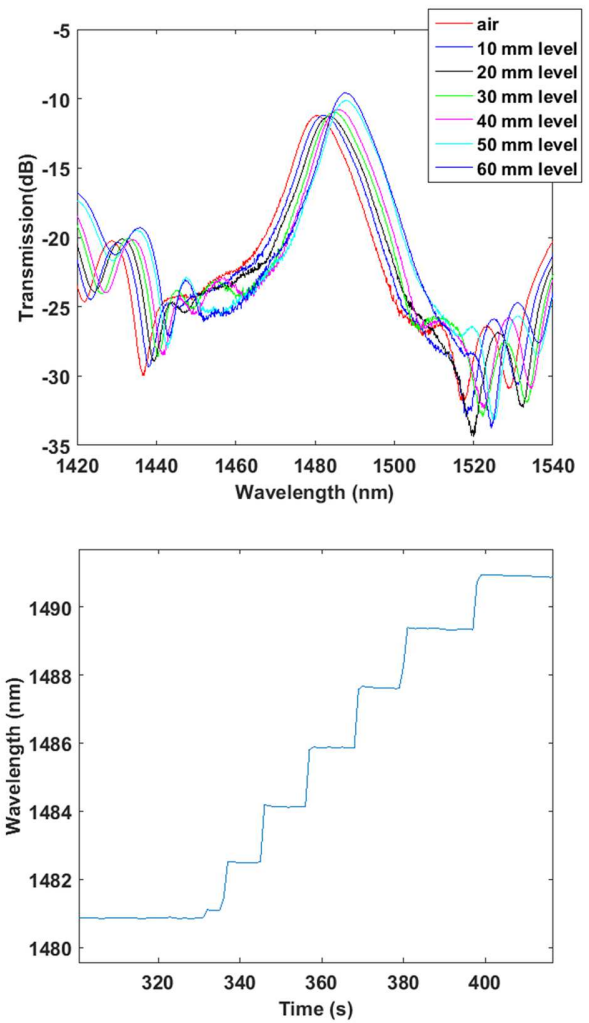 -5
-10
-15
-20
-25
-30
-35
Transmission(dB)
1420 1440 1460 1480 1500 1520 1540
Wavelength (nm)
air
10 mm level
20 mm level
30 mm level
40 mm level
50 mm level
60 mm level
1490
1488
1486
1484
1482
1480
Wavelength (nm)
320 340 360 380 400
Time (s)